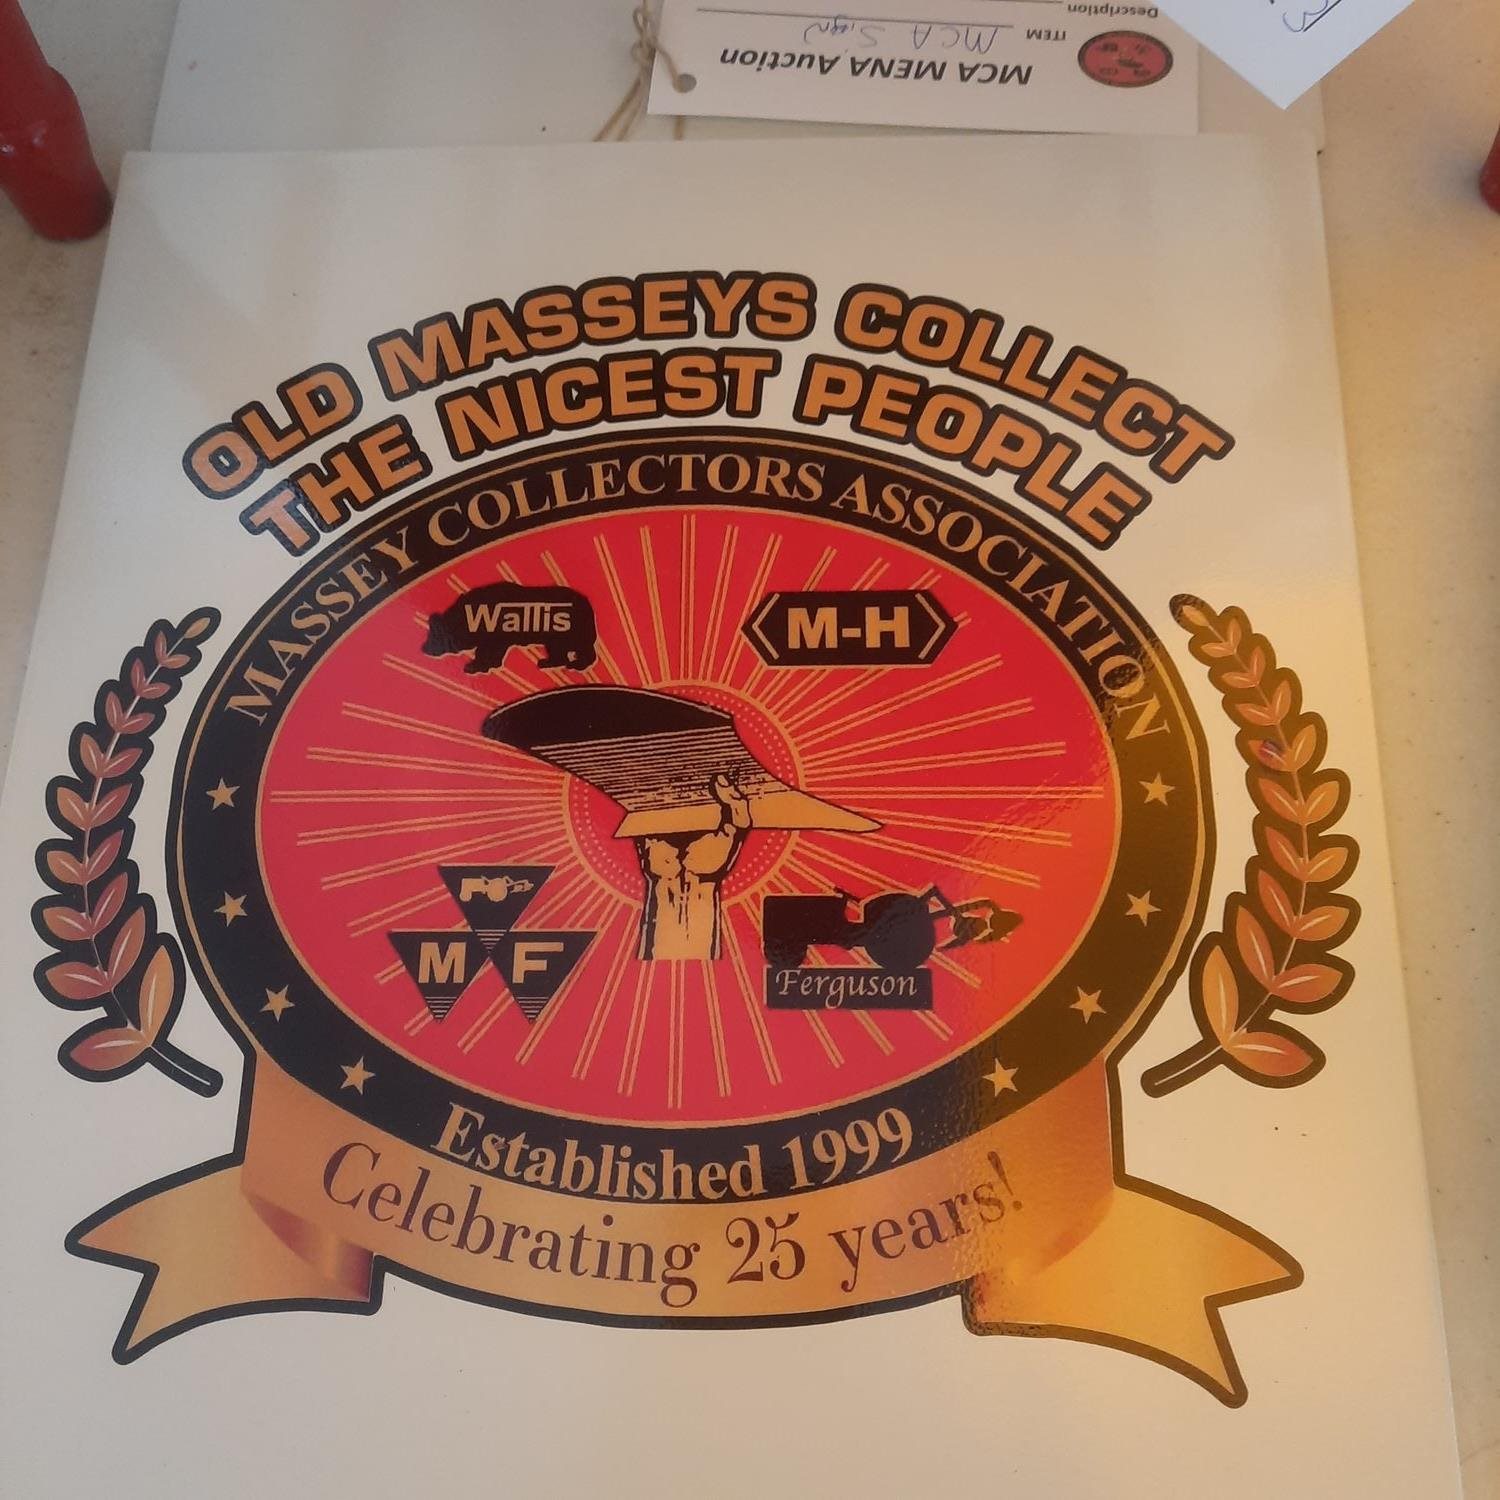 MCA MENA Auction
ITEM MCA Sign
Description
OLD MASSEYS COLLECT
THE NICEST PEOPLE
MASSEY COLLECTORS ASSOCIATION
Wallis
M-H
M F
Ferguson
Established 1999
Celebrating 25 years!